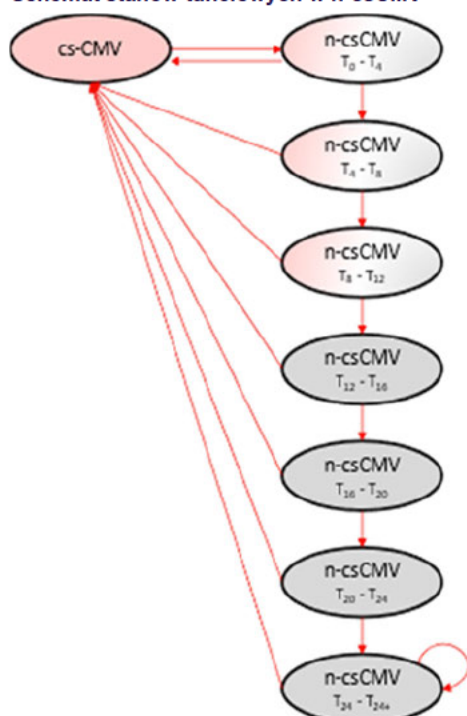 cs-CMV
n-csCMV
T₀ - T₄
n-csCMV
T₄ - T₈
n-csCMV
T₈ - T₁₂
n-csCMV
T₁₂ - T₁₆
n-csCMV
T₁₆ - T₂₀
n-csCMV
T₂₀ - T₂₄
n-csCMV
T₂₄ - T₂₄₊